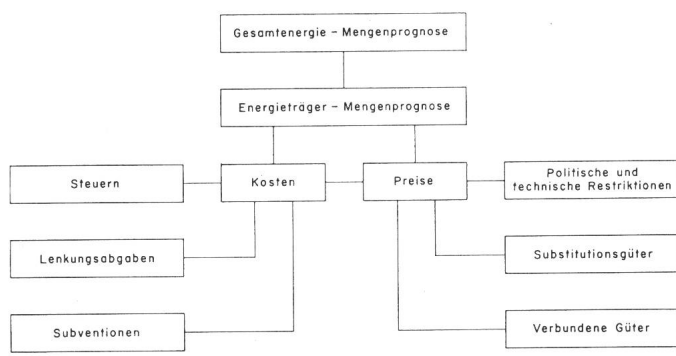 Gesamtenergie – Mengenprognose
Energieträger – Mengenprognose
Steuern
Kosten
Preise
Politische und
technische Restriktionen
Lenkungsabgaben
Substitutionsgüter
Subventionen
Verbundene Güter